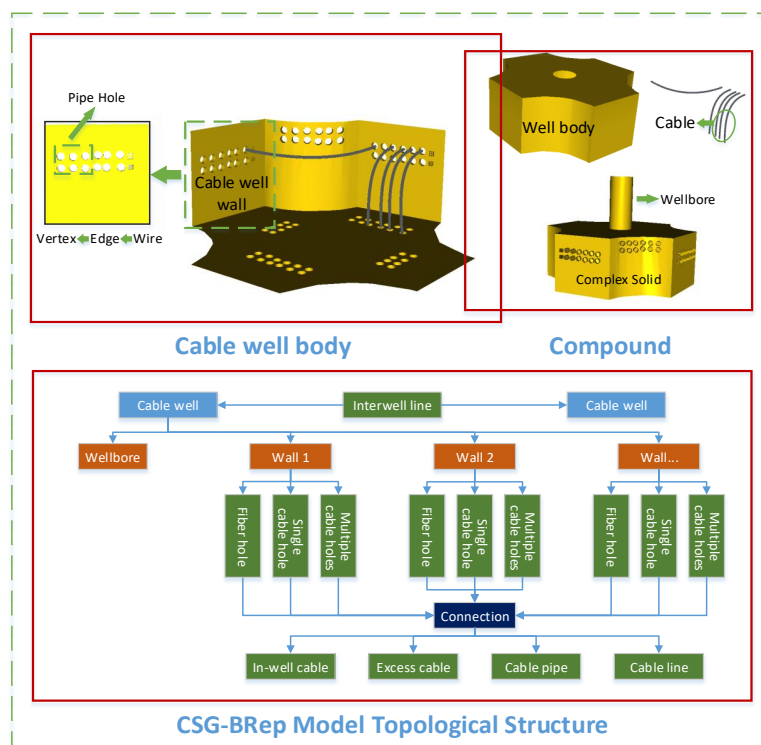 Pipe Hole
Cable well
wall
Vertex
Edge
Wire
Well body
Cable
Wellbore
Complex Solid
Cable well body
Compound
Cable well
Interwell line
Cable well
Wellbore
Wall 1
Wall 2
Wall...
Fiber hole
Single
cable hole
Multiple
cable holes
Fiber hole
Single
cable hole
Multiple
cable holes
Fiber hole
Single
cable hole
Multiple
cable holes
Connection
In-well cable
Excess cable
Cable pipe
Cable line
CSG-BRep Model Topological Structure